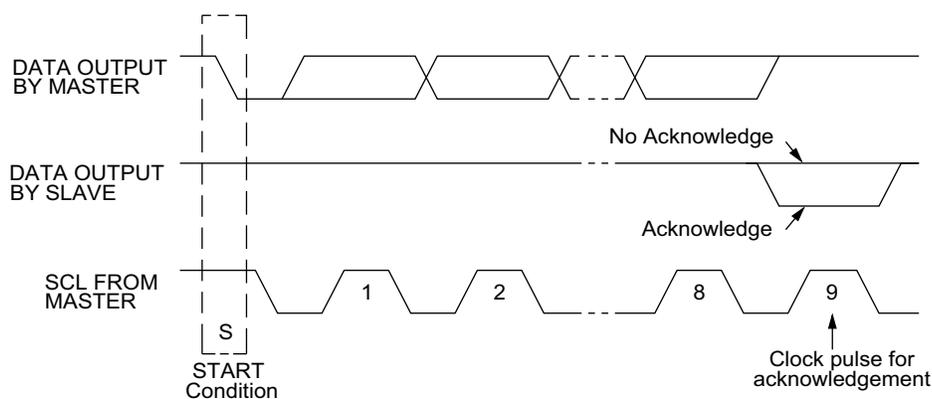 DATA OUTPUT
BY MASTER
No Acknowledge
DATA OUTPUT
BY SLAVE
Acknowledge
SCL FROM
MASTER
1
2
8
9
S
START
Condition
Clock pulse for
acknowledgement